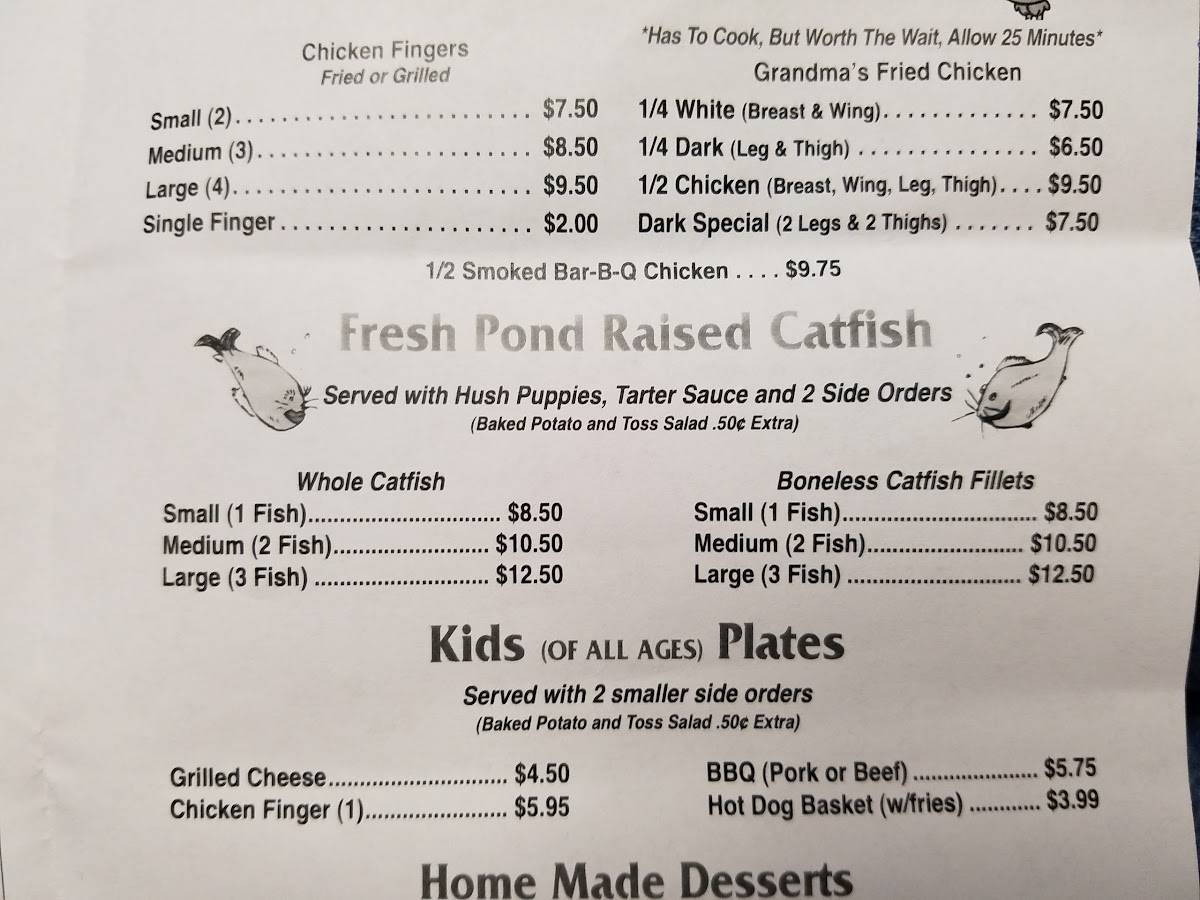 Chicken Fingers
Fried or Grilled
Small (2)......................... $7.50
Medium (3)....................... $8.50
Large (4)......................... $9.50
Single Finger..................... $2.00
*Has To Cook, But Worth The Wait, Allow 25 Minutes*
Grandma's Fried Chicken
1/4 White (Breast & Wing)............. $7.50
1/4 Dark (Leg & Thigh) ............... $6.50
1/2 Chicken (Breast, Wing, Leg, Thigh).... $9.50
Dark Special (2 Legs & 2 Thighs) ....... $7.50
1/2 Smoked Bar-B-Q Chicken .... $9.75
Fresh Pond Raised Catfish
Served with Hush Puppies, Tarter Sauce and 2 Side Orders
(Baked Potato and Toss Salad .50¢ Extra)
Whole Catfish
Small (1 Fish)............................... $8.50
Medium (2 Fish)......................... $10.50
Large (3 Fish) ............................ $12.50
Boneless Catfish Fillets
Small (1 Fish)............................... $8.50
Medium (2 Fish)......................... $10.50
Large (3 Fish) ............................ $12.50
Kids (OF ALL AGES) Plates
Served with 2 smaller side orders
(Baked Potato and Toss Salad .50¢ Extra)
Grilled Cheese............................ $4.50
Chicken Finger (1)....................... $5.95
BBQ (Pork or Beef) .................... $5.75
Hot Dog Basket (w/fries) ............ $3.99
Home Made Desserts